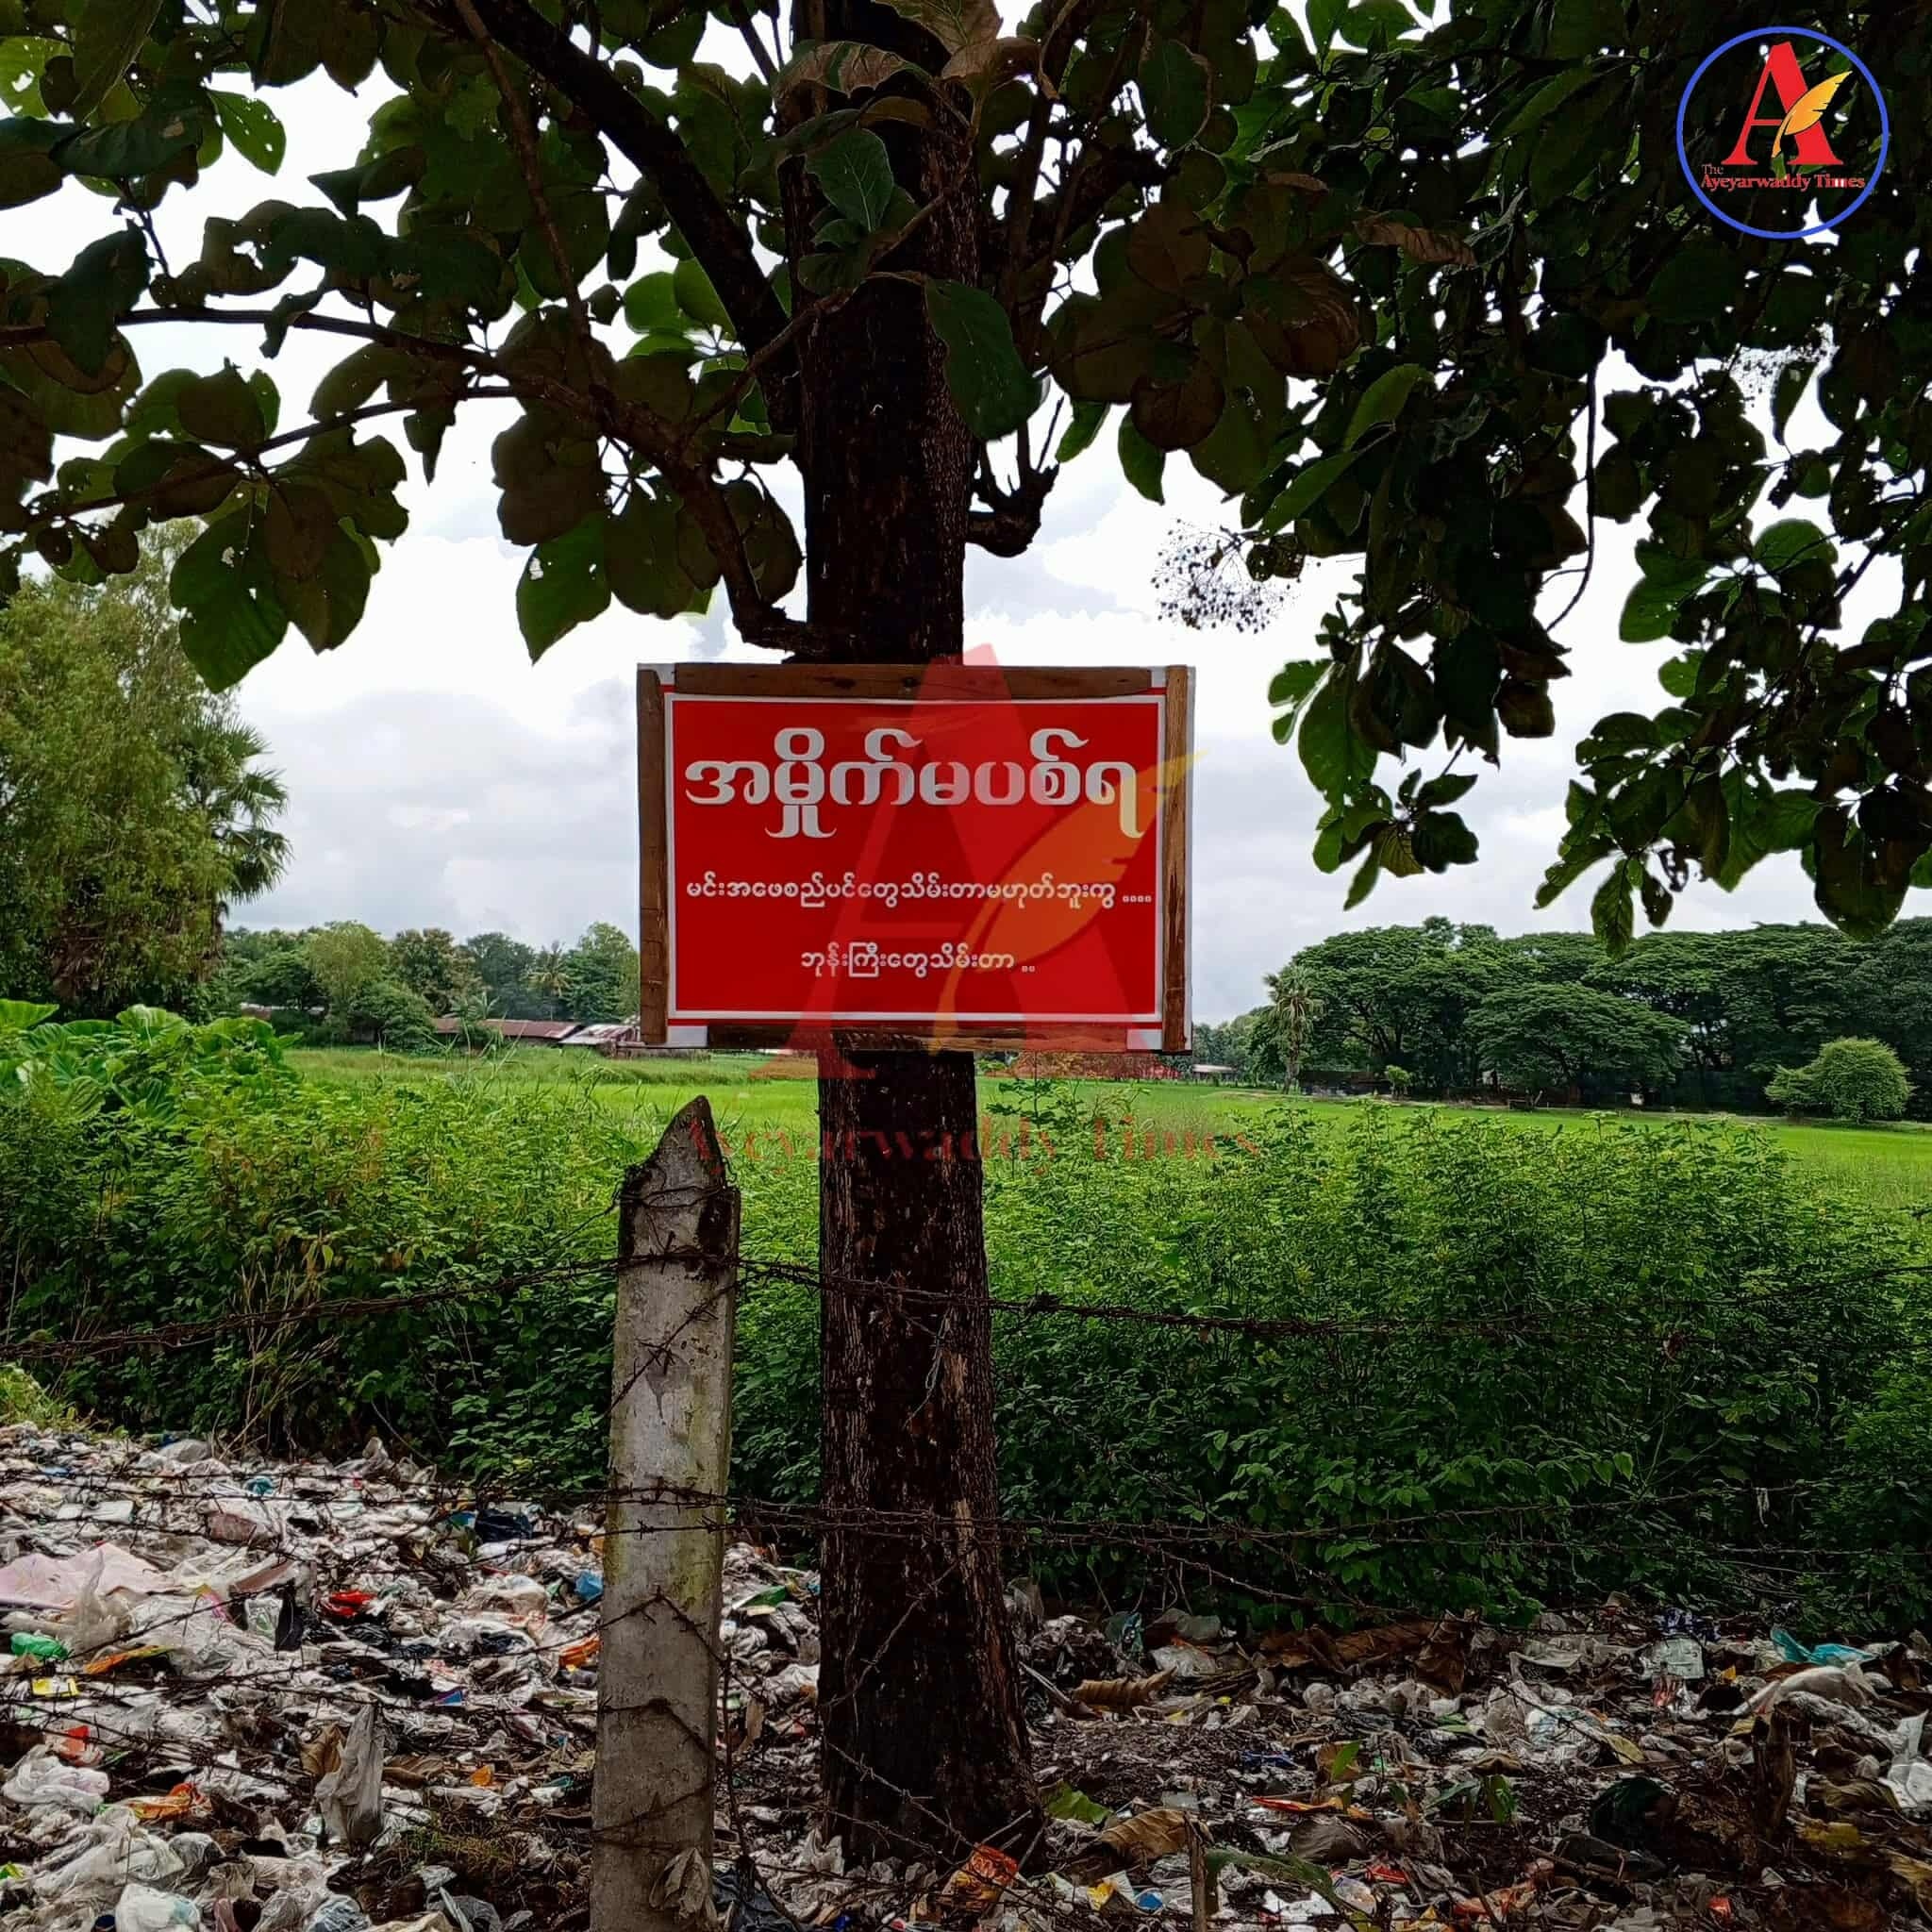 The
Ayeyarwaddy Times
အမှိုက်မပစ်ရ
မင်းအဖေစည်ပင်တွေသိမ်းတာမဟုတ်ဘူးကွ ....
ဘုန်းကြီးတွေသိမ်းတာ ..
Ayeyarwaddy Times